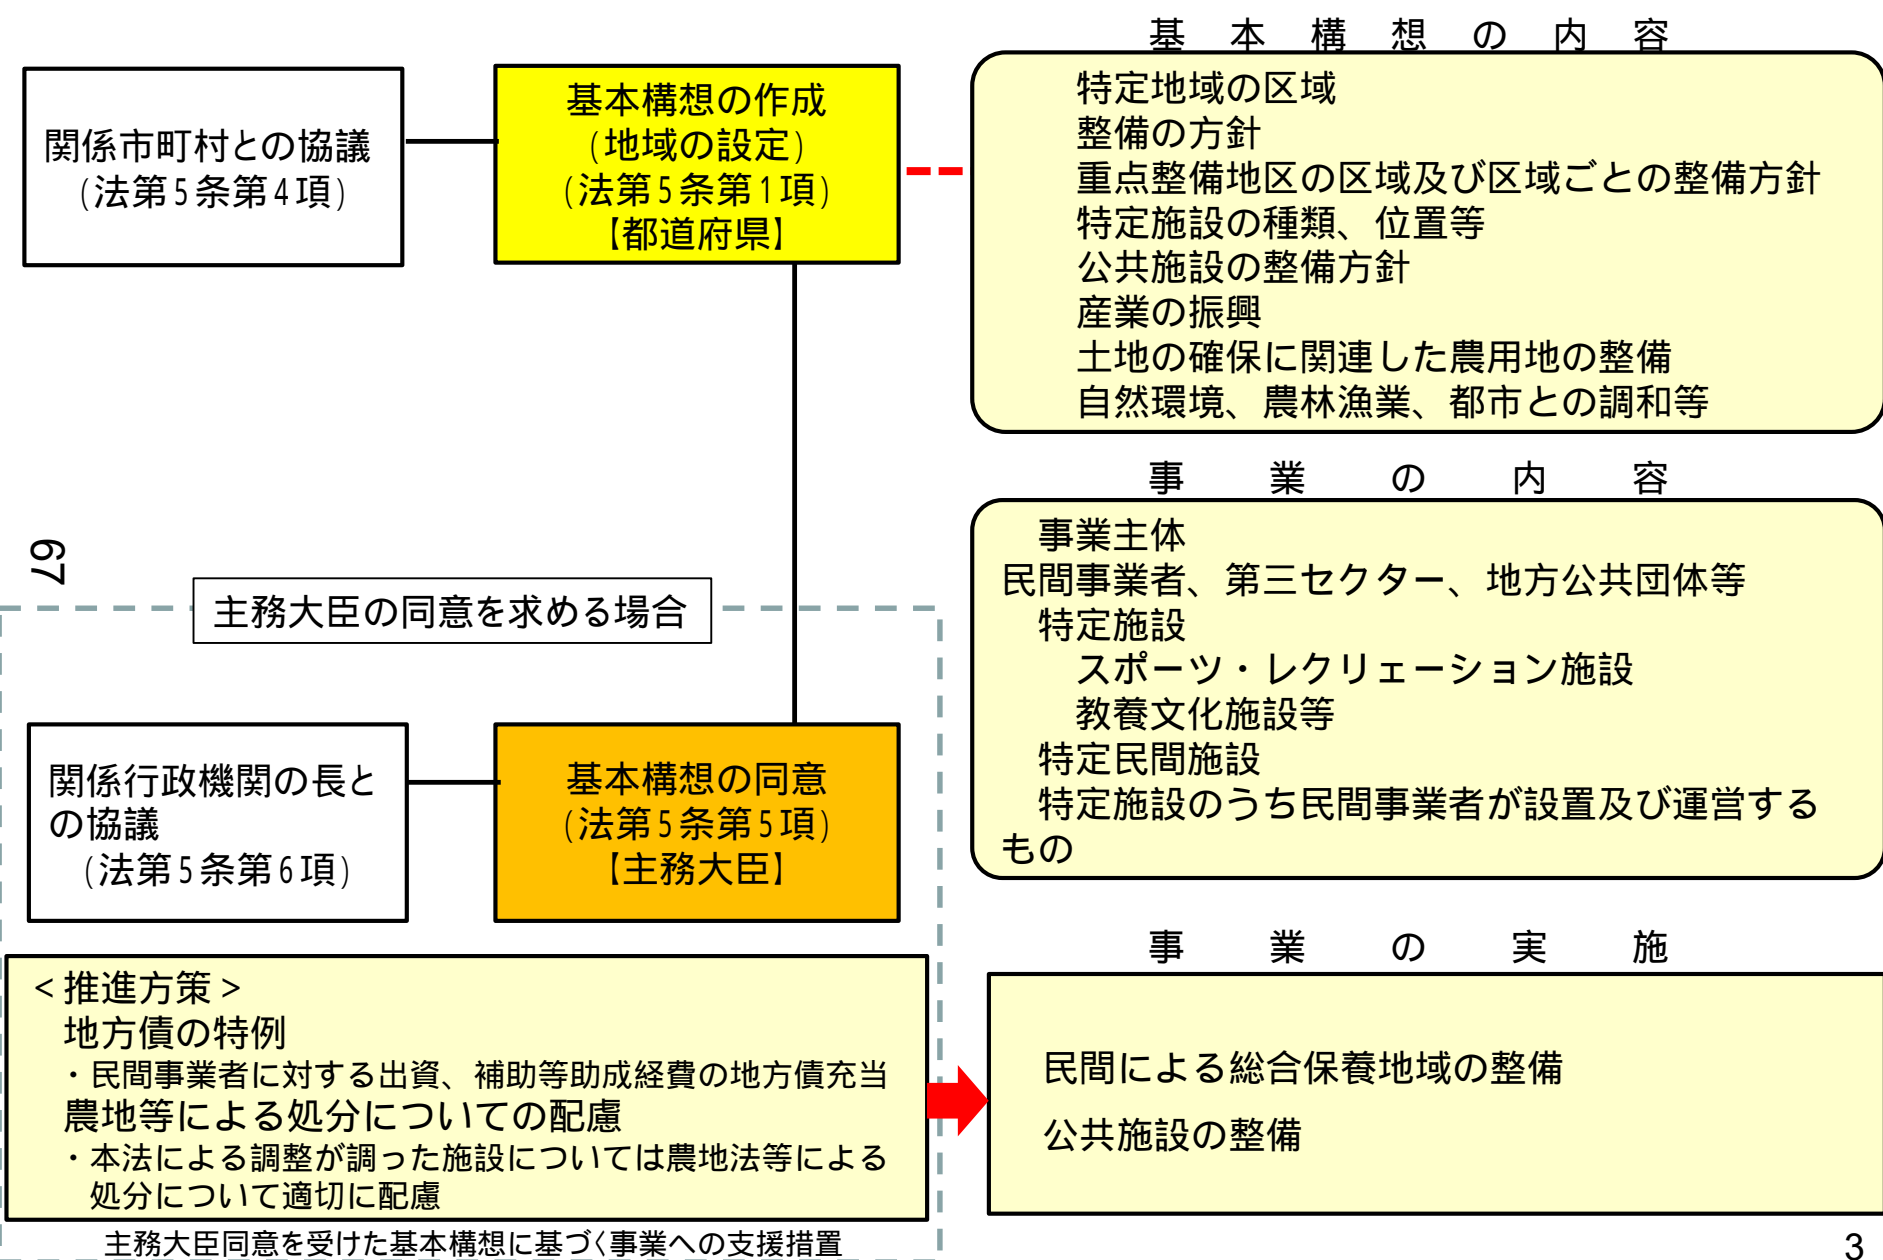 基本構想の内容
関係市町村との協議
(法第5条第4項)
基本構想の作成
(地域の設定)
(法第5条第1項)
【都道府県】
特定地域の区域
整備の方針
重点整備地区の区域及び区域ごとの整備方針
特定施設の種類、位置等
公共施設の整備方針
産業の振興
土地の確保に関連した農用地の整備
自然環境、農林漁業、都市との調和等
事業の内容
事業主体
民間事業者、第三セクター、地方公共団体等
特定施設
スポーツ・レクリェーション施設
教養文化施設等
特定民間施設
特定施設のうち民間事業者が設置及び運営する
もの
67
主務大臣の同意を求める場合
関係行政機関の長と
の協議
(法第5条第6項)
基本構想の同意
(法第5条第5項)
【主務大臣】
<推進方策>
地方債の特例
・民間事業者に対する出資、補助等助成経費の地方債充当
農地等による処分についての配慮
・本法による調整が調った施設については農地法等による
処分について適切に配慮
主務大臣同意を受けた基本構想に基づく事業への支援措置
事業の実施
民間による総合保養地域の整備
公共施設の整備
3